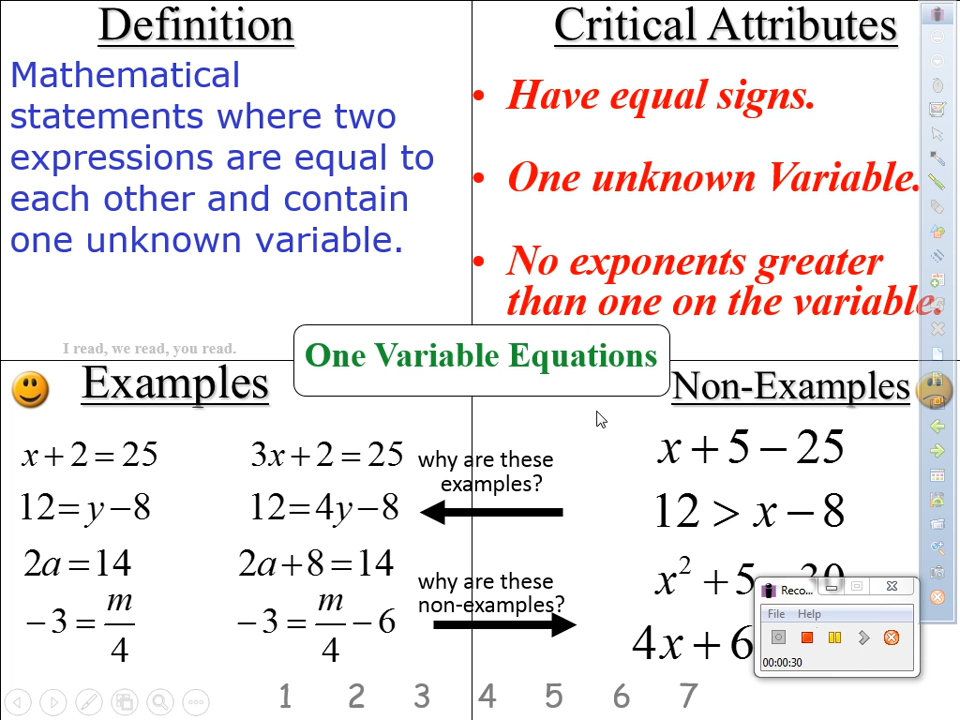 Definition
Mathematical
statements where two
expressions are equal to
each other and contain
one unknown variable.
I read, we read, you read.
Critical Attributes
• Have equal signs.
• One unknown Variable.
• No exponents greater
than one on the variable.
One Variable Equations
Examples
x + 2 = 25
3x + 2 = 25
12 = y − 8
12 = 4y − 8
2a = 14
2a + 8 = 14
−3 = m/4
−3 = m/4 − 6
why are these
examples?
why are these
non-examples?
Non-Examples
x + 5 − 25
12 > x − 8
x² + 5
4x + 6
Reco...
File Help
00:00:30
1 2 3 4 5 6 7